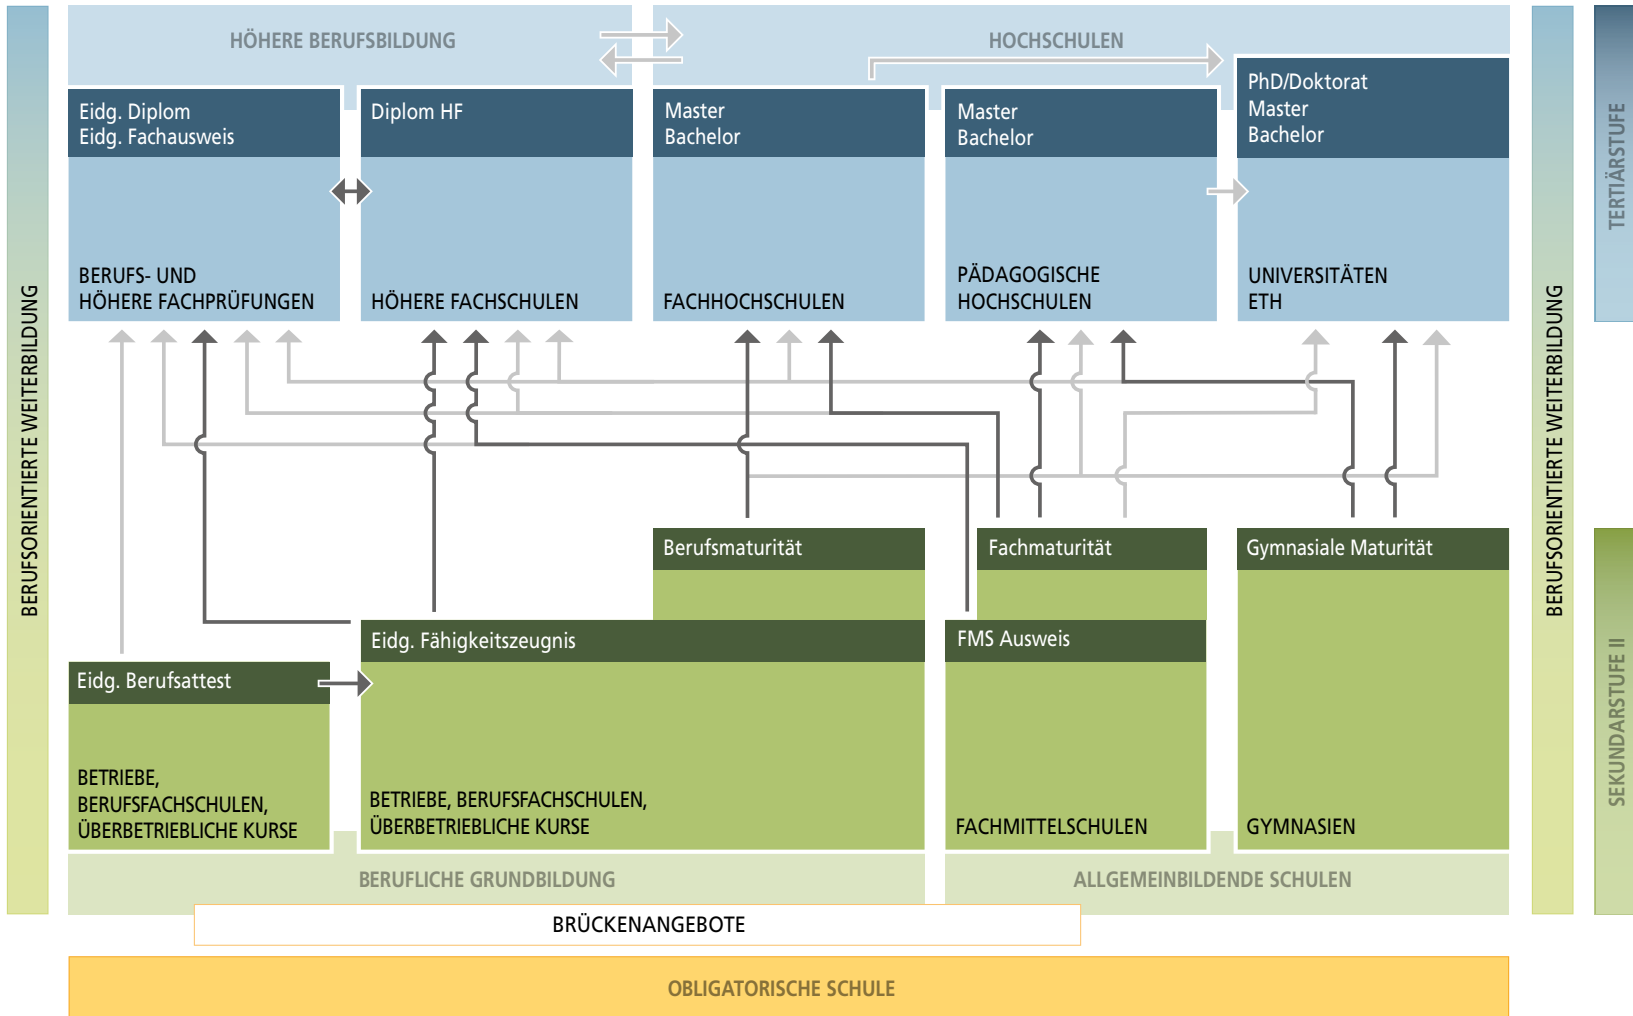 HÖHERE BERUFSBILDUNG
HOCHSCHULEN
Eidg. Diplom
Eidg. Fachausweis
Diplom HF
Master
Bachelor
Master
Bachelor
PhD/Doktorat
Master
Bachelor
BERUFS- UND
HÖHERE FACHPRÜFUNGEN
HÖHERE FACHSCHULEN
FACHHOCHSCHULEN
PÄDAGOGISCHE
HOCHSCHULEN
UNIVERSITÄTEN
ETH
TERTIÄRSTUFE
BERUFSORIENTIERTE WEITERBILDUNG
BERUFSORIENTIERTE WEITERBILDUNG
Berufsmaturität
Fachmaturität
Gymnasiale Maturität
Eidg. Fähigkeitszeugnis
FMS Ausweis
Eidg. Berufsattest
SEKUNDARSTUFE II
BETRIEBE,
BERUFSFACHSCHULEN,
ÜBERBETRIEBLICHE KURSE
BETRIEBE, BERUFSFACHSCHULEN,
ÜBERBETRIEBLICHE KURSE
FACHMITTELSCHULEN
GYMNASIEN
BERUFLICHE GRUNDBILDUNG
ALLGEMEINBILDENDE SCHULEN
BRÜCKENANGEBOTE
OBLIGATORISCHE SCHULE